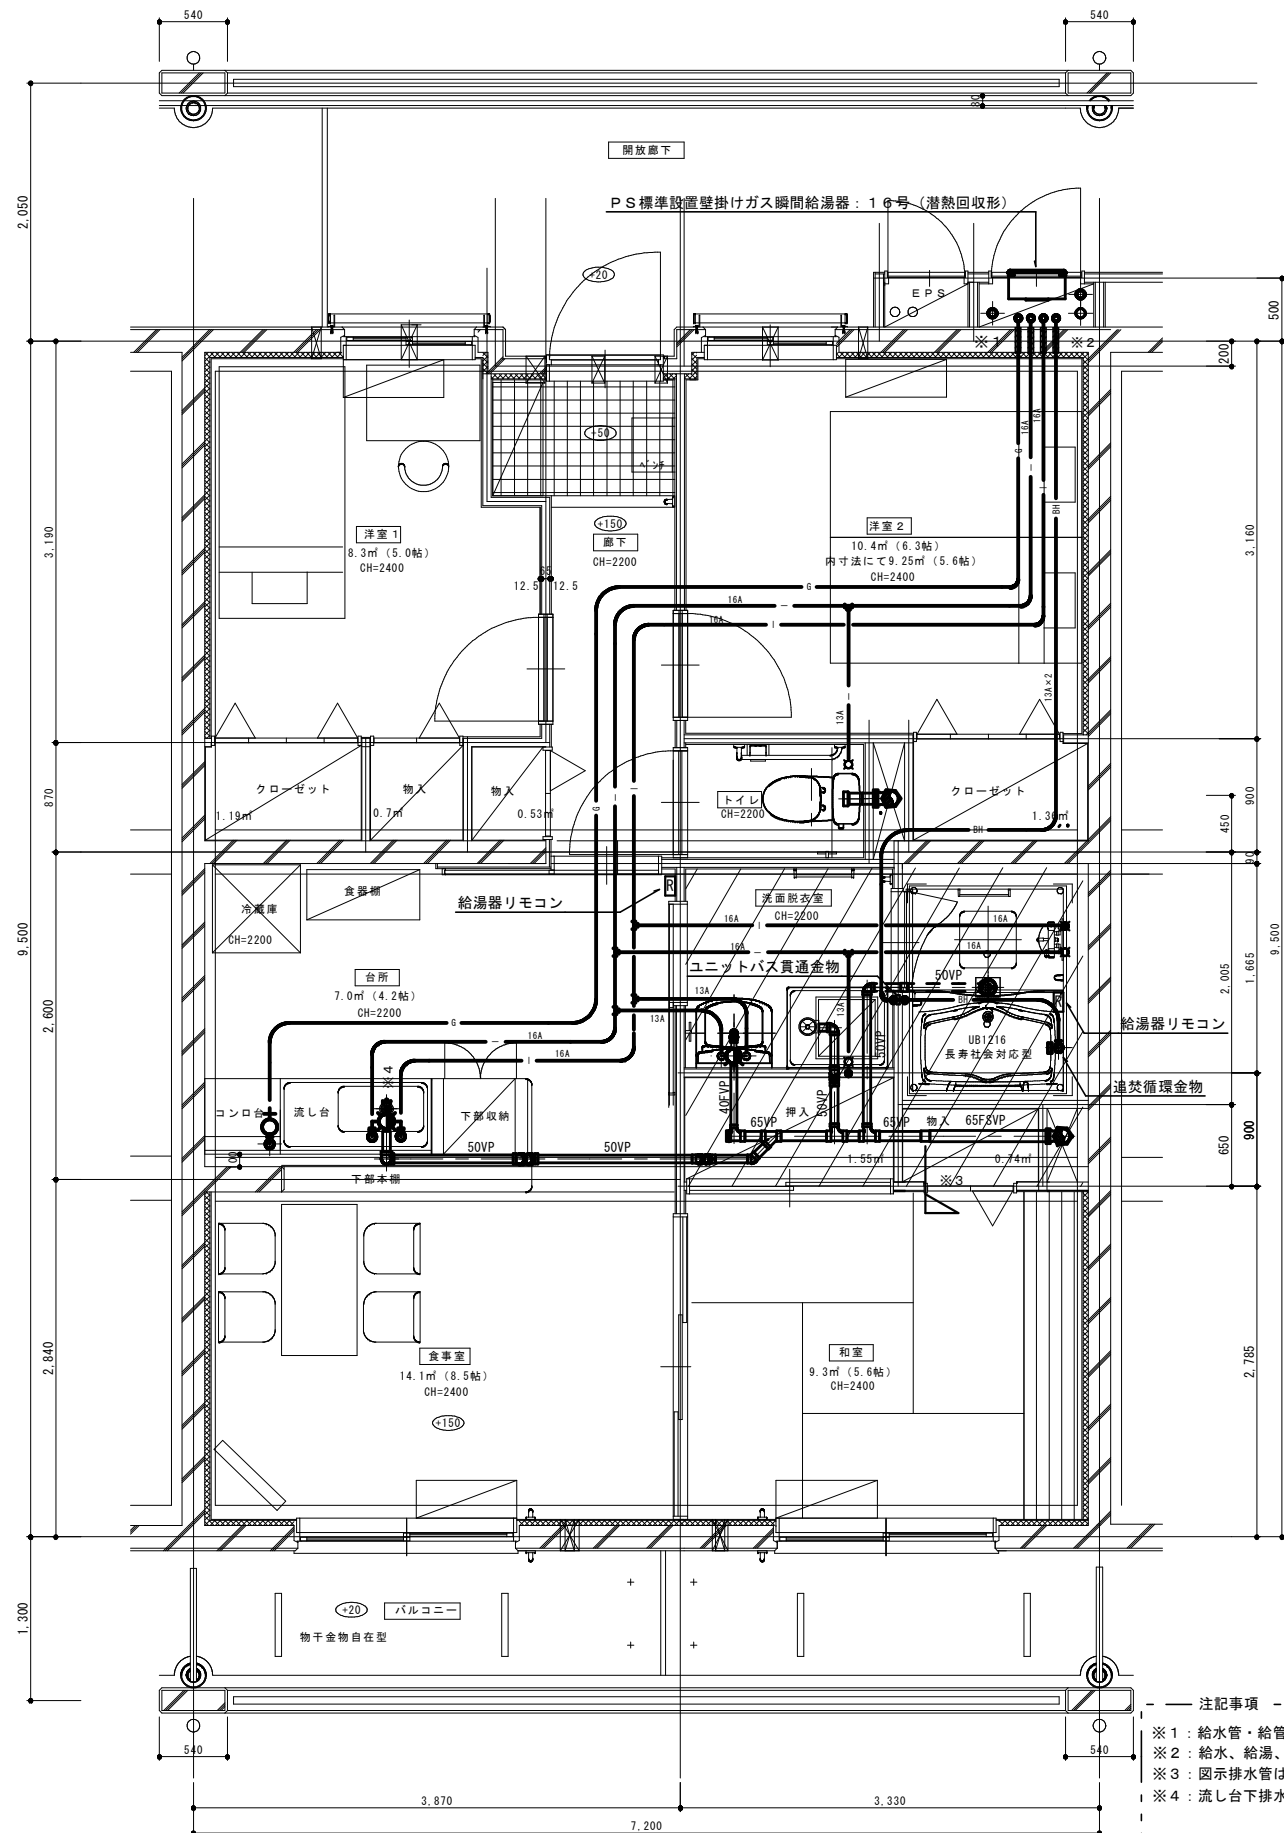 540
540
80
開放廊下
2,050
PS標準設置壁掛けガス瞬間給湯器：16号（潜熱回収形）
+20
EPS
500
※1
※2
200
16A
16A
G
BH
-50
ベンチ
+150
廊下
CH=2200
洋室1
8.3㎡（5.0帖）
CH=2400
洋室2
10.4㎡（6.3帖）
内寸法にて9.25㎡（5.6帖）
CH=2400
3,190
3,160
65
12.5
12.5
G
16A
16A
13A×2
13A
クローゼット
1.19㎡
物入
0.7㎡
物入
0.53㎡
トイレ
CH=2200
クローゼット
1.36㎡
870
900
450
90
G
BH
冷蔵庫
CH=2200
食器棚
給湯器リモコン
R
洗面脱衣室
CH=2200
16A
16A
16A
16A
9,500
9,500
台所
7.0㎡（4.2帖）
CH=2200
ユニットバス貫通金物
50VP
BH
2,600
2,005
1,665
13A
13A
13A
50VP
G
16A
16A
給湯器リモコン
UB1216
長寿社会対応型
追焚循環金物
※4
コンロ台
流し台
下部収納
40FVP
50VP
押入
65VP
65VP
物入
65FSVP
650
900
50VP
50VP
1.55㎡
0.74㎡
下部本棚
※3
食事室
14.1㎡（8.5帖）
CH=2400
+150
和室
9.3㎡（5.6帖）
CH=2400
2,840
2,785
1,300
+20
バルコニー
物干金物自在型
540
540
注記事項
※1：給水管・給管
※2：給水、給湯、
※3：図示排水管は
※4：流し台下排水
3,870
3,330
7,200